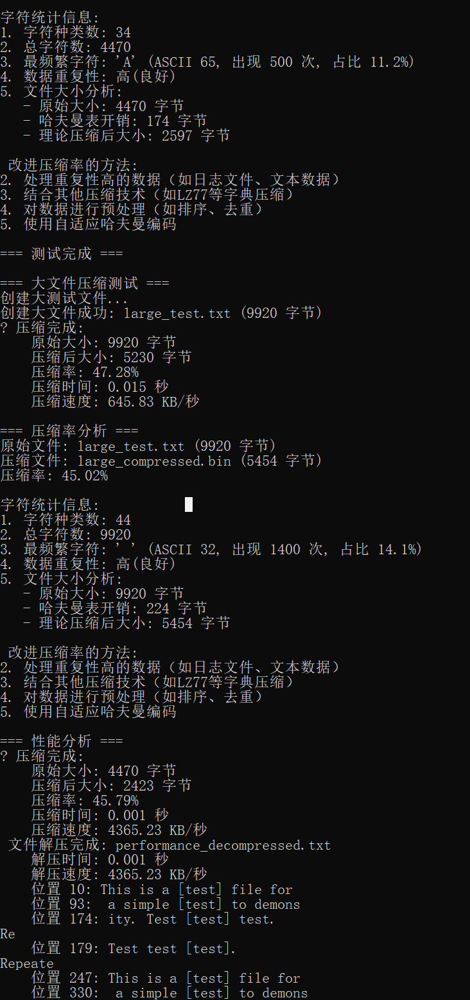 字符统计信息:
1. 字符种类数: 34
2. 总字符数: 4470
3. 最频繁字符: 'A' (ASCII 65, 出现 500 次, 占比 11.2%)
4. 数据重复性: 高(良好)
5. 文件大小分析:
   - 原始大小: 4470 字节
   - 哈夫曼表开销: 174 字节
   - 理论压缩后大小: 2597 字节

 改进压缩率的方法:
2. 处理重复性高的数据（如日志文件、文本数据）
3. 结合其他压缩技术（如LZ77等字典压缩）
4. 对数据进行预处理（如排序、去重）
5. 使用自适应哈夫曼编码

=== 测试完成 ===

=== 大文件压缩测试 ===
创建大测试文件...
创建大文件成功: large_test.txt (9920 字节)
? 压缩完成:
    原始大小: 9920 字节
    压缩后大小: 5230 字节
    压缩率: 47.28%
    压缩时间: 0.015 秒
    压缩速度: 645.83 KB/秒

=== 压缩率分析 ===
原始文件: large_test.txt (9920 字节)
压缩文件: large_compressed.bin (5454 字节)
压缩率: 45.02%

字符统计信息:
1. 字符种类数: 44
2. 总字符数: 9920
3. 最频繁字符: ' ' (ASCII 32, 出现 1400 次, 占比 14.1%)
4. 数据重复性: 高(良好)
5. 文件大小分析:
   - 原始大小: 9920 字节
   - 哈夫曼表开销: 224 字节
   - 理论压缩后大小: 5454 字节

 改进压缩率的方法:
2. 处理重复性高的数据（如日志文件、文本数据）
3. 结合其他压缩技术（如LZ77等字典压缩）
4. 对数据进行预处理（如排序、去重）
5. 使用自适应哈夫曼编码

=== 性能分析 ===
? 压缩完成:
    原始大小: 4470 字节
    压缩后大小: 2423 字节
    压缩率: 45.79%
    压缩时间: 0.001 秒
    压缩速度: 4365.23 KB/秒
 文件解压完成: performance_decompressed.txt
    解压时间: 0.001 秒
    解压速度: 4365.23 KB/秒
    位置 10: This is a [test] file for
    位置 93:  a simple [test] to demons
    位置 174: ity. Test [test] test.
Re
    位置 179: Test test [test].
Repeate
    位置 247: This is a [test] file for
    位置 330:  a simple [test] to demons